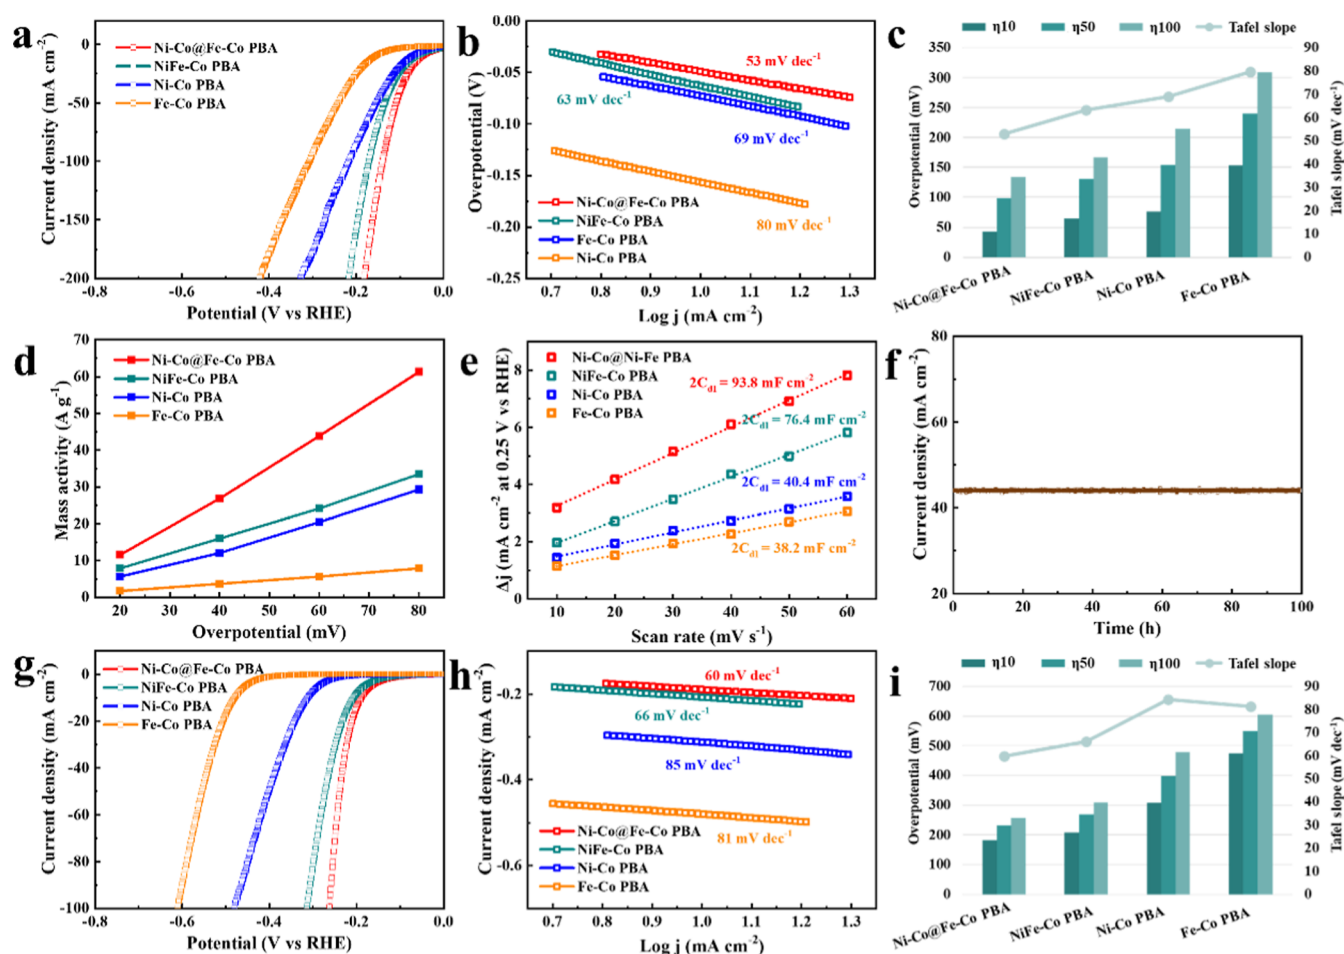 a
Ni-Co@Fe-Co PBA
NiFe-Co PBA
Ni-Co PBA
Fe-Co PBA
0
-50
-100
-150
-200
-0.8
-0.6
-0.4
-0.2
0.0
Current density (mA cm⁻²)
Potential (V vs RHE)
b
0.00
-0.05
-0.10
-0.15
-0.20
-0.25
53 mV dec⁻¹
63 mV dec⁻¹
69 mV dec⁻¹
80 mV dec⁻¹
Ni-Co@Fe-Co PBA
NiFe-Co PBA
Fe-Co PBA
Ni-Co PBA
0.7
0.8
0.9
1.0
1.1
1.2
1.3
Overpotential (V)
Log j (mA cm⁻²)
c
η10
η50
η100
Tafel slope
350
300
250
200
150
100
50
0
90
80
70
60
50
40
30
20
10
0
Overpotential (mV)
Tafel slope (mV dec⁻¹)
Ni-Co@Fe-Co PBA
NiFe-Co PBA
Ni-Co PBA
Fe-Co PBA
d
Ni-Co@Fe-Co PBA
NiFe-Co PBA
Ni-Co PBA
Fe-Co PBA
70
60
50
40
30
20
10
0
20
30
40
50
60
70
80
Mass activity (A g⁻¹)
Overpotential (mV)
e
Ni-Co@Ni-Fe PBA
NiFe-Co PBA
Ni-Co PBA
Fe-Co PBA
2Cdl = 93.8 mF cm⁻²
2Cdl = 76.4 mF cm⁻²
2Cdl = 40.4 mF cm⁻²
2Cdl = 38.2 mF cm⁻²
8
6
4
2
0
10
20
30
40
50
60
Δj (mA cm⁻² at 0.25 V vs RHE)
Scan rate (mV s⁻¹)
f
80
60
40
20
0
20
40
60
80
100
Current density (mA cm⁻²)
Time (h)
g
Ni-Co@Fe-Co PBA
NiFe-Co PBA
Ni-Co PBA
Fe-Co PBA
0
-20
-40
-60
-80
-100
-0.8
-0.6
-0.4
-0.2
0.0
Current density (mA cm⁻²)
Potential (V vs RHE)
h
60 mV dec⁻¹
66 mV dec⁻¹
85 mV dec⁻¹
81 mV dec⁻¹
Ni-Co@Fe-Co PBA
NiFe-Co PBA
Ni-Co PBA
Fe-Co PBA
-0.2
-0.4
-0.6
0.7
0.8
0.9
1.0
1.1
1.2
1.3
Current density (mA cm⁻²)
Log j (mA cm⁻²)
i
η10
η50
η100
Tafel slope
700
600
500
400
300
200
100
0
90
80
70
60
50
40
30
20
10
0
Overpotential (mV)
Tafel slope (mV dec⁻¹)
Ni-Co@Fe-Co PBA
NiFe-Co PBA
Ni-Co PBA
Fe-Co PBA